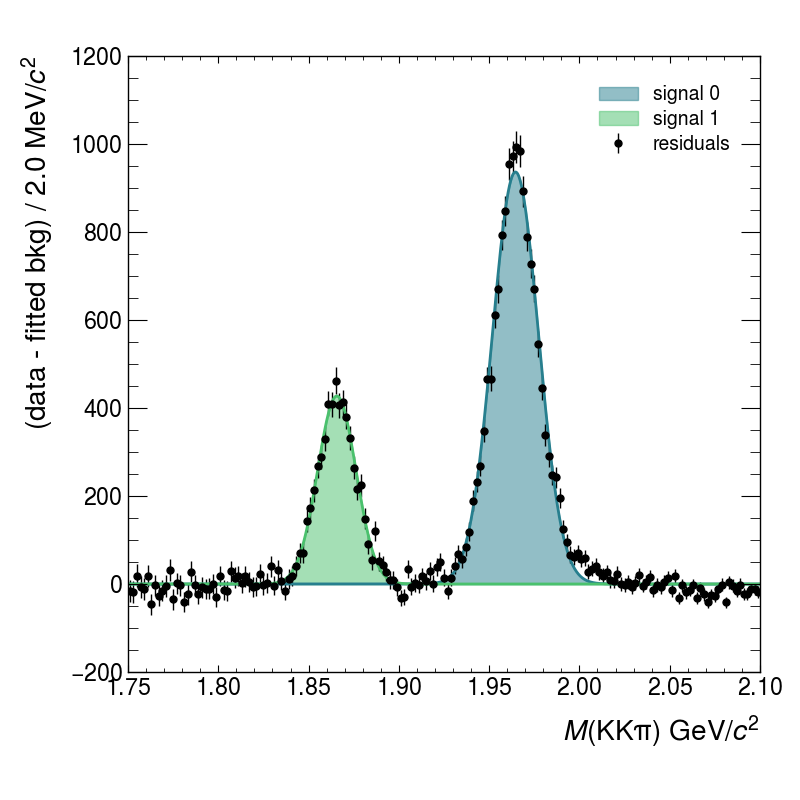 (data - fitted bkg) / 2.0 MeV/c²
1200
1000
800
600
400
200
0
−200
signal 0
signal 1
residuals
1.75 1.80 1.85 1.90 1.95 2.00 2.05 2.10
M(KKπ) GeV/c²